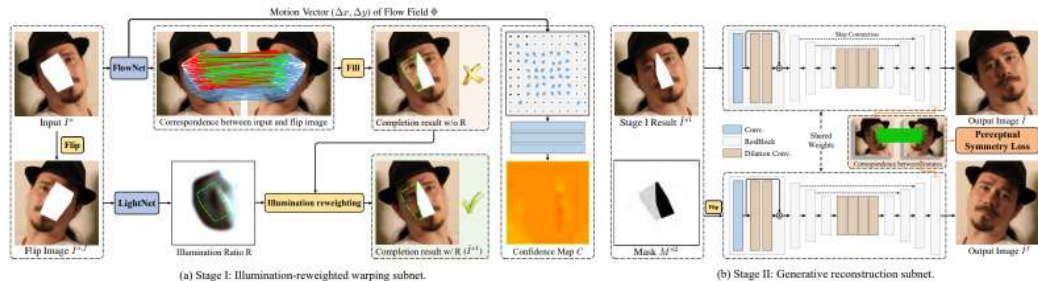 Motion Vector (Δx, Δy) of Flow Field Φ
FlowNet
Fill
Input Iˢ
Correspondence between input and flip image
Completion result w/o R
Flip
LightNet
Illumination reweighting
Flip Image
Illumination Ratio R
Completion result w/ R
Confidence Map C
(a) Stage I: Illumination-reweighted warping subnet.
Skip Connection
Stage I Result
Output Image
Conv.
ResBlock
Dilation Conv.
Shared
Weights
Correspondence between features
Perceptual
Symmetry Loss
Flip
Mask
Output Image
(b) Stage II: Generative reconstruction subnet.